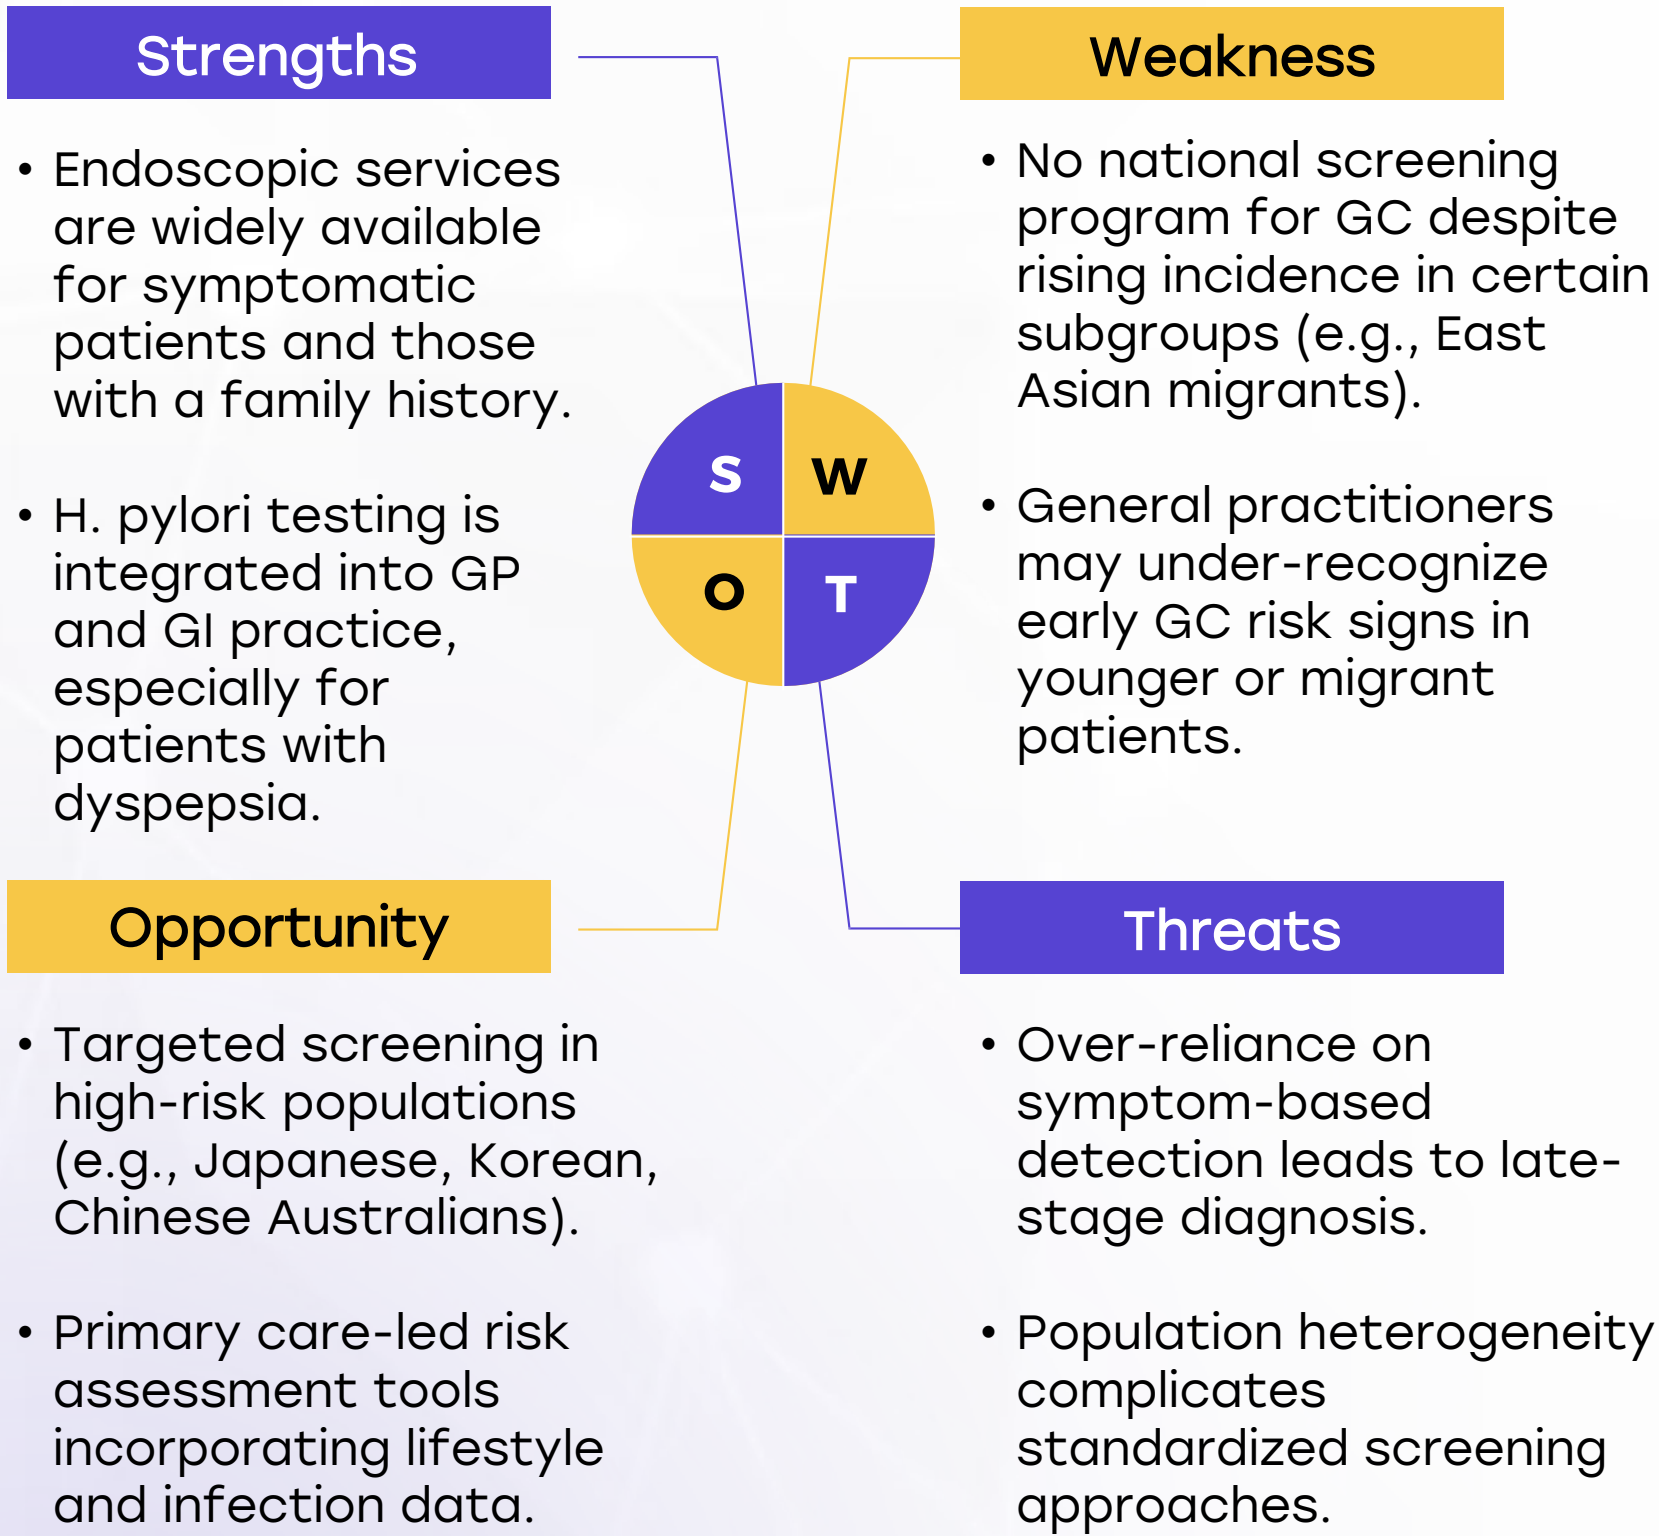 Strengths
• Endoscopic services
are widely available
for symptomatic
patients and those
with a family history.
• H. pylori testing is
integrated into GP
and GI practice,
especially for
patients with
dyspepsia.
Weakness
• No national screening
program for GC despite
rising incidence in certain
subgroups (e.g., East
Asian migrants).
• General practitioners
may under-recognize
early GC risk signs in
younger or migrant
patients.
S W
O T
Opportunity
• Targeted screening in
high-risk populations
(e.g., Japanese, Korean,
Chinese Australians).
• Primary care-led risk
assessment tools
incorporating lifestyle
and infection data.
Threats
• Over-reliance on
symptom-based
detection leads to late-
stage diagnosis.
• Population heterogeneity
complicates
standardized screening
approaches.